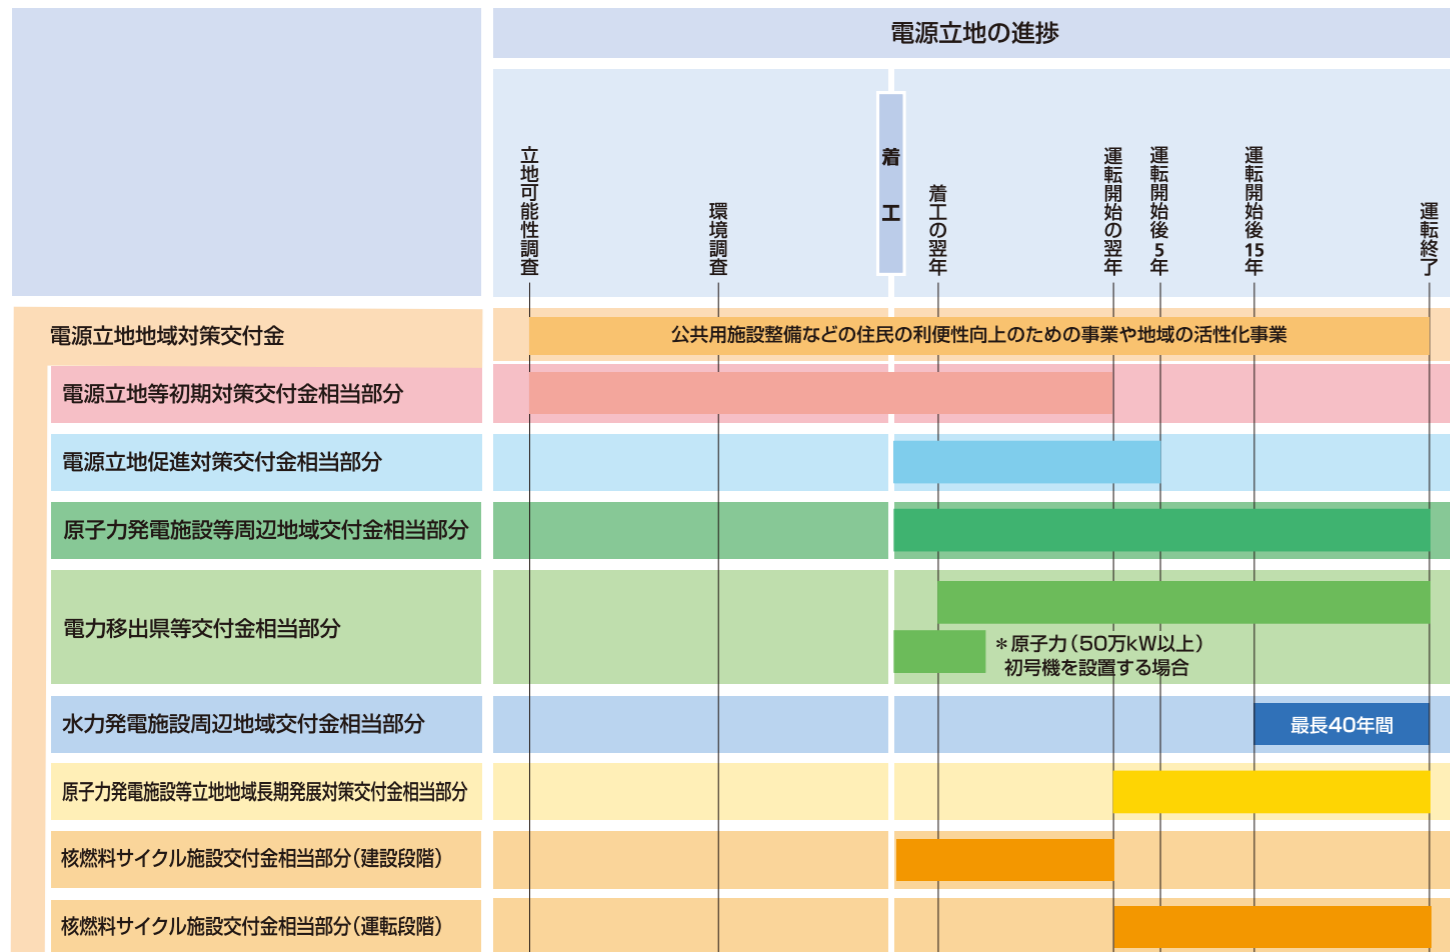 電源立地の進捗
立地可能性調査
環境調査
着工
着工の翌年
運転開始の翌年
運転開始後5年
運転開始後15年
運転終了
電源立地地域対策交付金
公共用施設整備などの住民の利便性向上のための事業や地域の活性化事業
電源立地等初期対策交付金相当部分
電源立地促進対策交付金相当部分
原子力発電施設等周辺地域交付金相当部分
電力移出県等交付金相当部分
＊原子力（50万kW以上）
初号機を設置する場合
水力発電施設周辺地域交付金相当部分
最長40年間
原子力発電施設等立地地域長期発展対策交付金相当部分
核燃料サイクル施設交付金相当部分（建設段階）
核燃料サイクル施設交付金相当部分（運転段階）